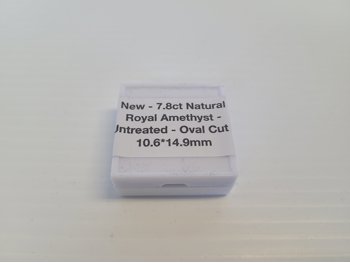 New - 7.8ct Natural
Royal Amethyst -
Untreated - Oval Cut
10.6*14.9mm